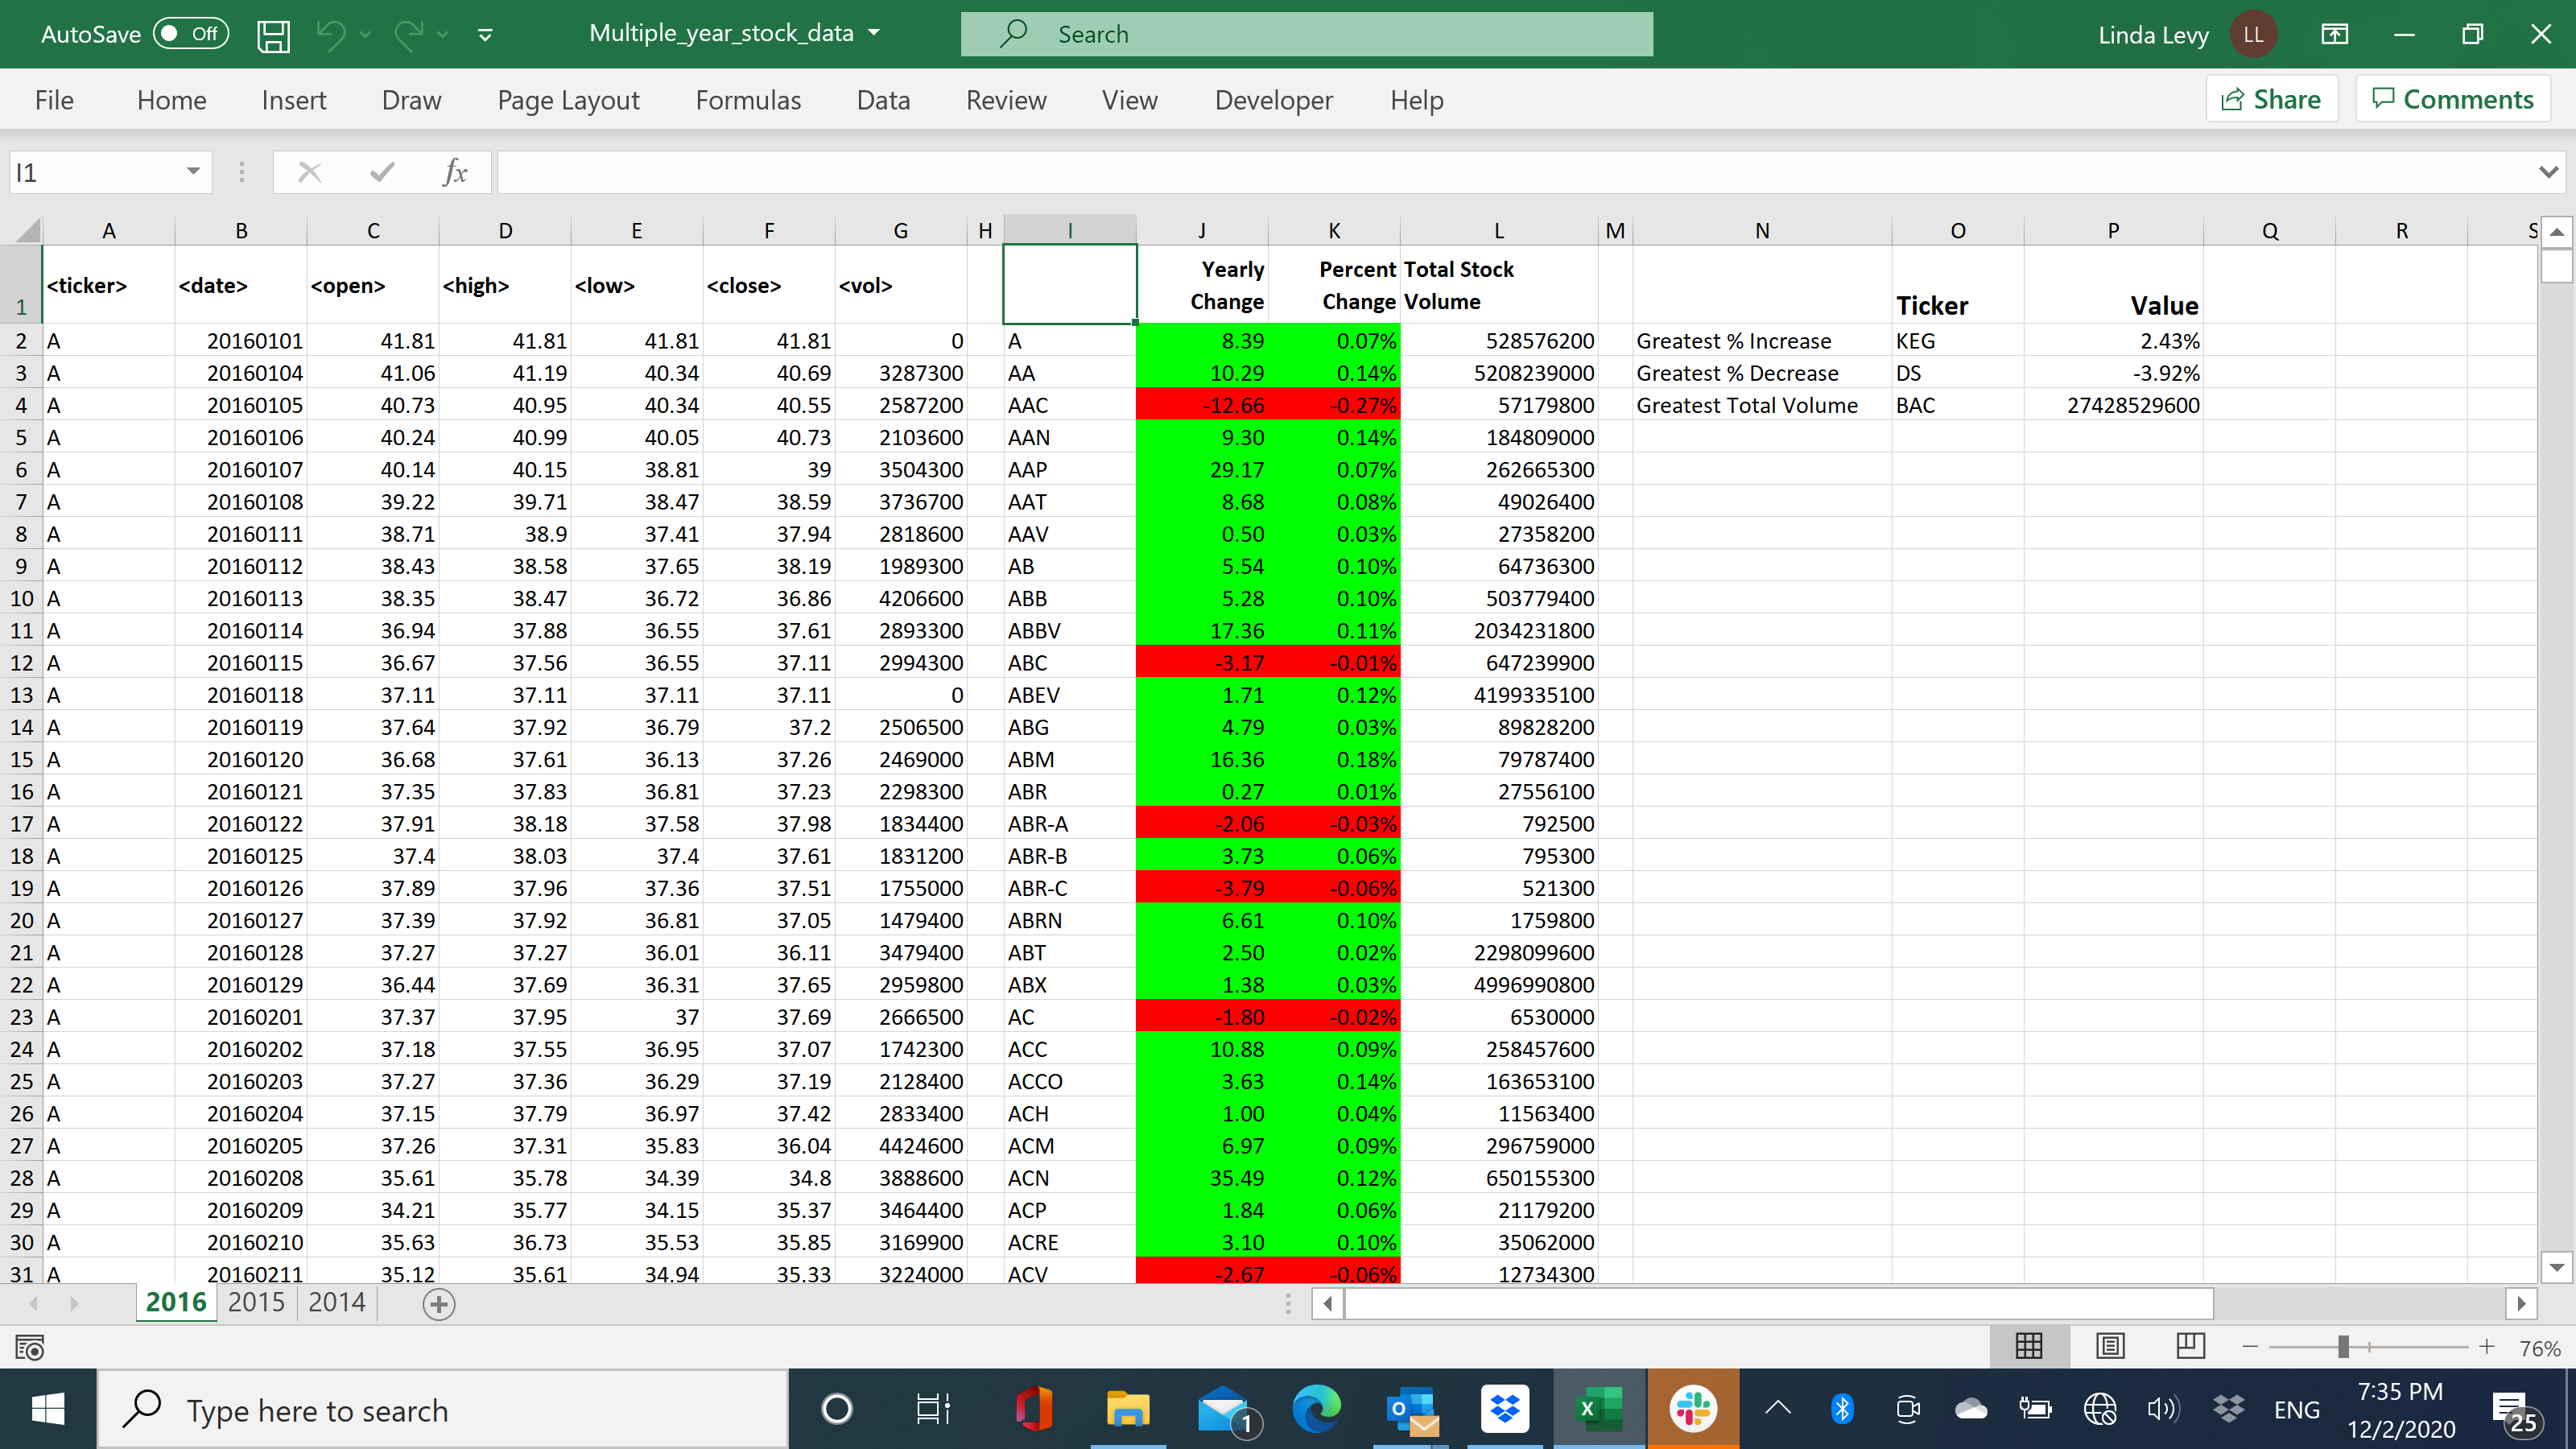 AutoSave Off Multiple_year_stock_data Search Linda Levy LL
File Home Insert Draw Page Layout Formulas Data Review View Developer Help Share Comments
I1 fx
A B C D E F G H I J K L M N O P Q R S
1 <ticker> <date> <open> <high> <low> <close> <vol> Yearly Change Percent Change Total Stock Volume Ticker Value
2 A 20160101 41.81 41.81 41.81 41.81 0 A 8.39 0.07% 528576200 Greatest % Increase KEG 2.43%
3 A 20160104 41.06 41.19 40.34 40.69 3287300 AA 10.29 0.14% 5208239000 Greatest % Decrease DS -3.92%
4 A 20160105 40.73 40.95 40.34 40.55 2587200 AAC -12.66 -0.27% 57179800 Greatest Total Volume BAC 27428529600
5 A 20160106 40.24 40.99 40.05 40.73 2103600 AAN 9.30 0.14% 184809000
6 A 20160107 40.14 40.15 38.81 39 3504300 AAP 29.17 0.07% 262665300
7 A 20160108 39.22 39.71 38.47 38.59 3736700 AAT 8.68 0.08% 49026400
8 A 20160111 38.71 38.9 37.41 37.94 2818600 AAV 0.50 0.03% 27358200
9 A 20160112 38.43 38.58 37.65 38.19 1989300 AB 5.54 0.10% 64736300
10 A 20160113 38.35 38.47 36.72 36.86 4206600 ABB 5.28 0.10% 503779400
11 A 20160114 36.94 37.88 36.55 37.61 2893300 ABBV 17.36 0.11% 2034231800
12 A 20160115 36.67 37.56 36.55 37.11 2994300 ABC -3.17 -0.01% 647239900
13 A 20160118 37.11 37.11 37.11 37.11 0 ABEV 1.71 0.12% 4199335100
14 A 20160119 37.64 37.92 36.79 37.2 2506500 ABG 4.79 0.03% 89828200
15 A 20160120 36.68 37.61 36.13 37.26 2469000 ABM 16.36 0.18% 79787400
16 A 20160121 37.35 37.83 36.81 37.23 2298300 ABR 0.27 0.01% 27556100
17 A 20160122 37.91 38.18 37.58 37.98 1834400 ABR-A -2.06 -0.03% 792500
18 A 20160125 37.4 38.03 37.4 37.61 1831200 ABR-B 3.73 0.06% 795300
19 A 20160126 37.89 37.96 37.36 37.51 1755000 ABR-C -3.79 -0.06% 521300
20 A 20160127 37.39 37.92 36.81 37.05 1479400 ABRN 6.61 0.10% 1759800
21 A 20160128 37.27 37.27 36.01 36.11 3479400 ABT 2.50 0.02% 2298099600
22 A 20160129 36.44 37.69 36.31 37.65 2959800 ABX 1.38 0.03% 4996990800
23 A 20160201 37.37 37.95 37 37.69 2666500 AC -1.80 -0.02% 6530000
24 A 20160202 37.18 37.55 36.95 37.07 1742300 ACC 10.88 0.09% 258457600
25 A 20160203 37.27 37.36 36.29 37.19 2128400 ACCO 3.63 0.14% 163653100
26 A 20160204 37.15 37.79 36.97 37.42 2833400 ACH 1.00 0.04% 11563400
27 A 20160205 37.26 37.31 35.83 36.04 4424600 ACM 6.97 0.09% 296759000
28 A 20160208 35.61 35.78 34.39 34.8 3888600 ACN 35.49 0.12% 650155300
29 A 20160209 34.21 35.77 34.15 35.37 3464400 ACP 1.84 0.06% 21179200
30 A 20160210 35.63 36.73 35.53 35.85 3169900 ACRE 3.10 0.10% 35062000
31 A 20160211 35.12 35.61 34.94 35.33 3224000 ACV -2.67 -0.06% 12734300
2016 2015 2014
76%
Type here to search 1 ENG 7:35 PM
12/2/2020 25